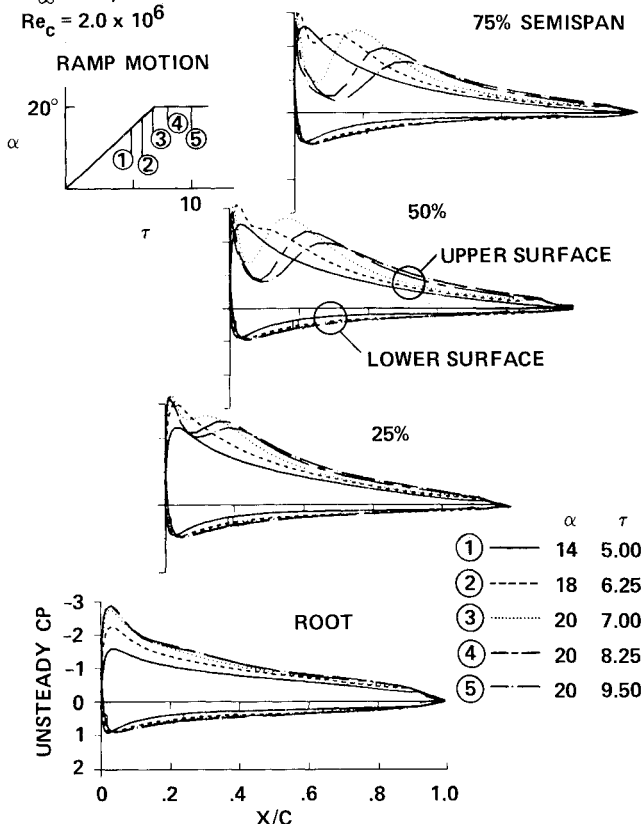 Re_c = 2.0 x 10^6
75% SEMISPAN
RAMP MOTION
20°
α
1
2
3
4
5
10
τ
50%
UPPER SURFACE
LOWER SURFACE
25%
α τ
1 14 5.00
2 18 6.25
3 20 7.00
4 20 8.25
5 20 9.50
ROOT
UNSTEADY CP
-3
-2
-1
0
1
2
0 .2 .4 .6 .8 1.0
X/C